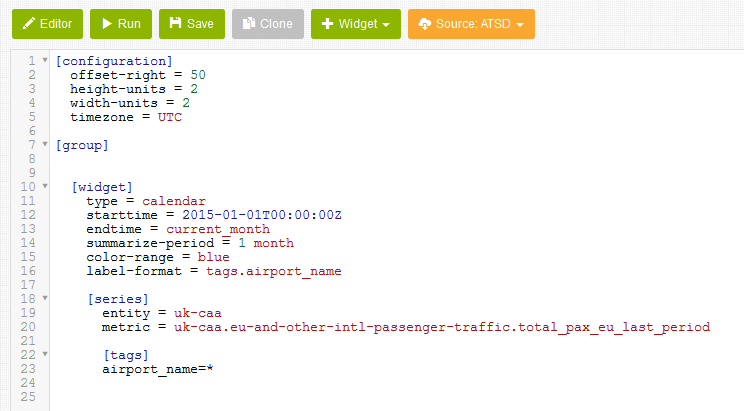 Editor Run Save Clone Widget Source: ATSD
1 [configuration]
2 offset-right = 50
3 height-units = 2
4 width-units = 2
5 timezone = UTC
6
7 [group]
8
9
10 [widget]
11 type = calendar
12 starttime = 2015-01-01T00:00:00Z
13 endtime = current_month
14 summarize-period = 1 month
15 color-range = blue
16 label-format = tags.airport_name
17
18 [series]
19 entity = uk-caa
20 metric = uk-caa.eu-and-other-intl-passenger-traffic.total_pax_eu_last_period
21
22 [tags]
23 airport_name=*
24
25